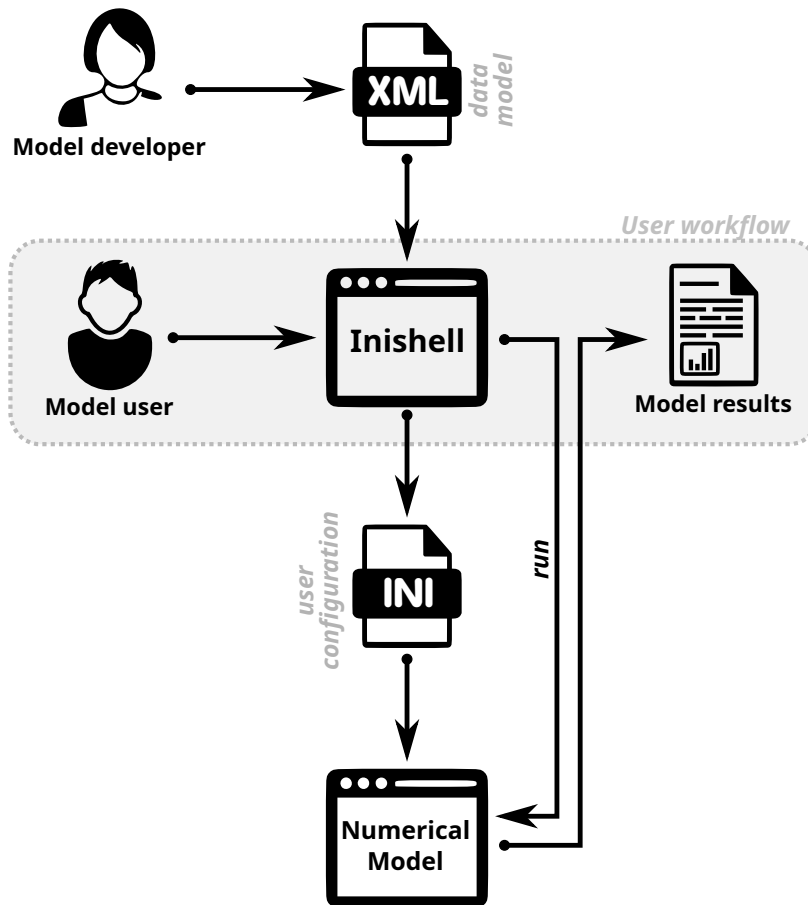 XML
data
model
Model developer
User workflow
Inishell
Model user
Model results
user
configuration
INI
run
Numerical
Model